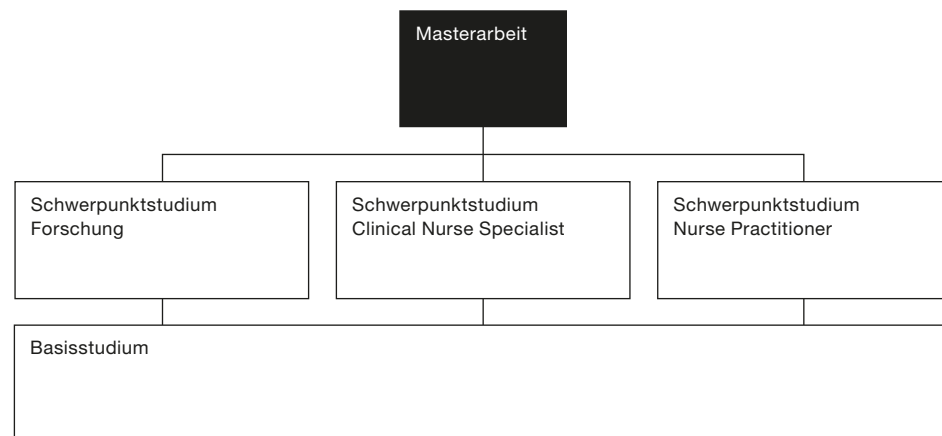 Masterarbeit
Schwerpunktstudium
Forschung
Schwerpunktstudium
Clinical Nurse Specialist
Schwerpunktstudium
Nurse Practitioner
Basisstudium